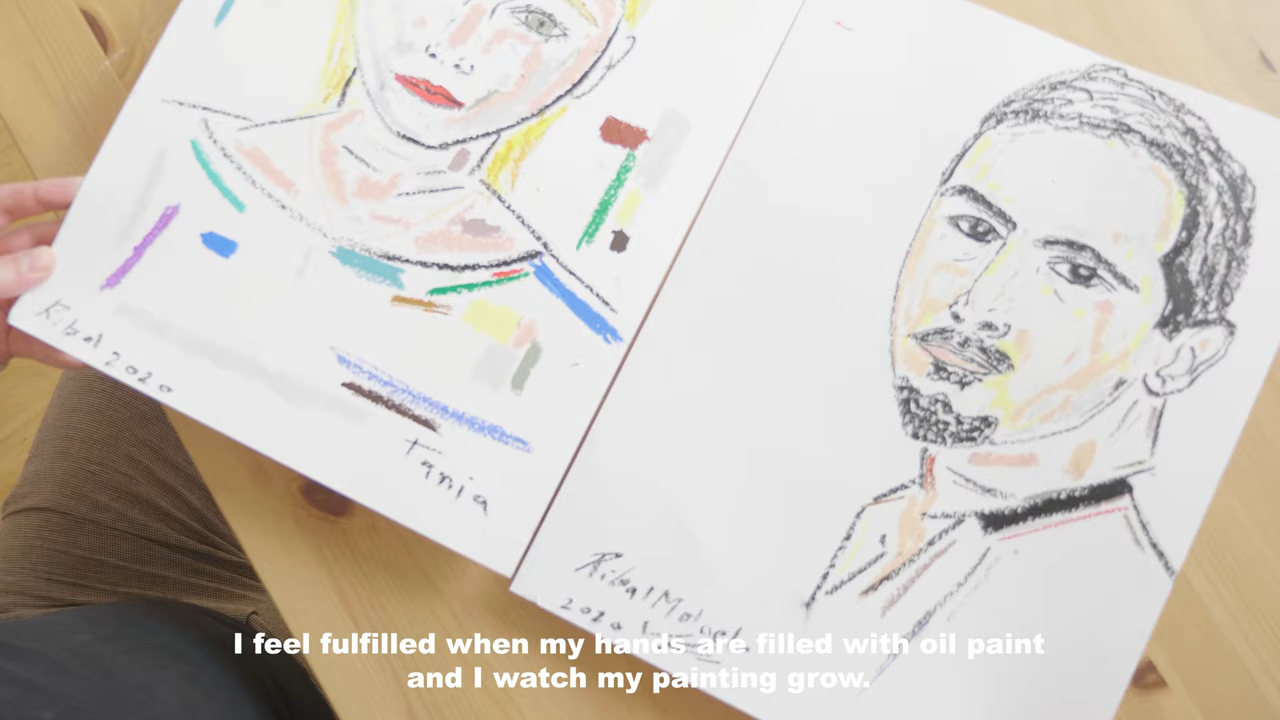 Ribal 2020
Tania
Ribal
2020
I feel fulfilled when my hands are filled with oil paint
and I watch my painting grow.